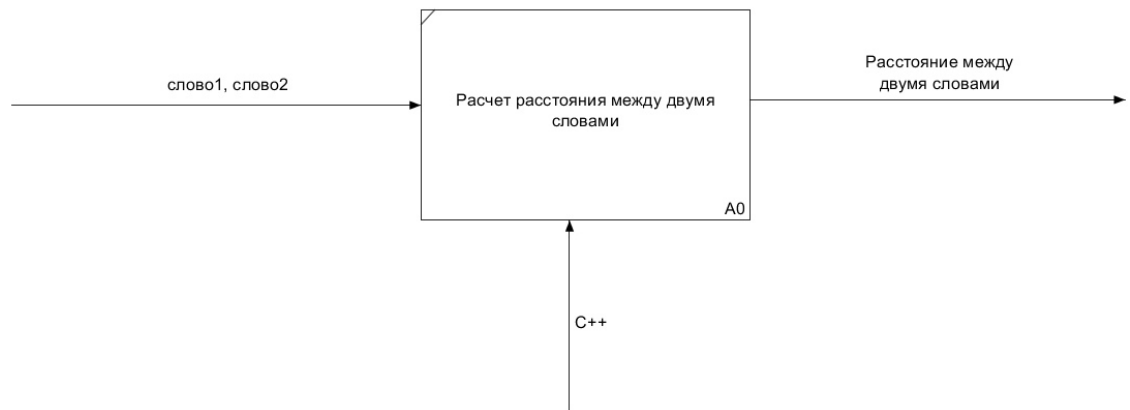 слово1, слово2
Расчет расстояния между двумя
словами
A0
Расстояние между
двумя словами
C++